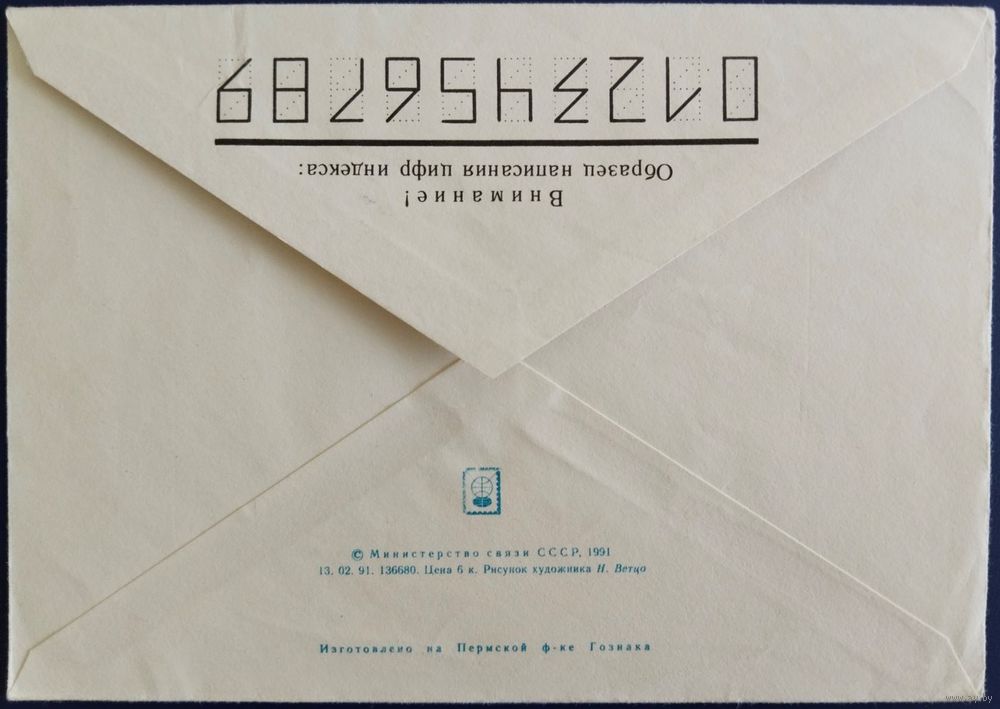 Внимание!
Образец написания цифр индекса:
0123456789
© Министерство связи СССР, 1991
13. 02. 91. 136680. Цена 6 к. Рисунок художника Н. Ветцо
Изготовлено на Пермской ф-ке Гознака